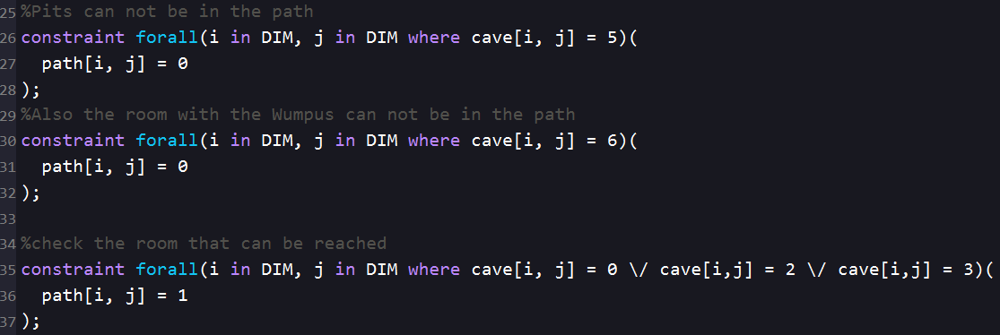 25 %Pits can not be in the path
26 constraint forall(i in DIM, j in DIM where cave[i, j] = 5)(
27   path[i, j] = 0
28 );
29 %Also the room with the Wumpus can not be in the path
30 constraint forall(i in DIM, j in DIM where cave[i, j] = 6)(
31   path[i, j] = 0
32 );
33
34 %check the room that can be reached
35 constraint forall(i in DIM, j in DIM where cave[i, j] = 0 \/ cave[i,j] = 2 \/ cave[i,j] = 3)(
36   path[i, j] = 1
37 );